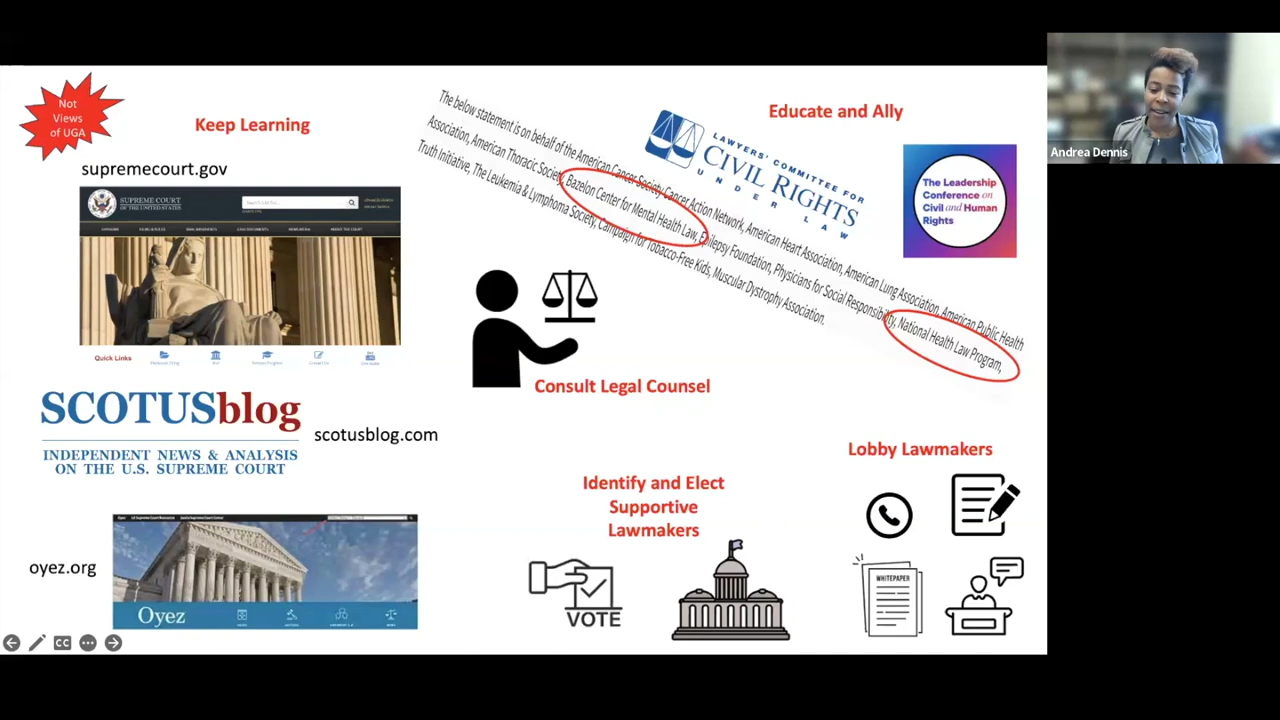 Not
Views
of UGA
Keep Learning
supremecourt.gov
SUPREME COURT
OF THE UNITED STATES
Quick Links
SCOTUSblog
INDEPENDENT NEWS & ANALYSIS
ON THE U.S. SUPREME COURT
scotusblog.com
oyez.org
Oyez
The below statement is on behalf of the American Cancer Society Cancer Action Network, American Heart Association, American Lung Association, American Public Health
Association, American Thoracic Society, Bazelon Center for Mental Health Law, Epilepsy Foundation, Physicians for Social Responsibility, National Health Law Program,
Truth Initiative, The Leukemia & Lymphoma Society, Campaign for Tobacco-Free Kids, Muscular Dystrophy Association.
LAWYERS' COMMITTEE FOR
CIVIL RIGHTS
UNDER LAW
Educate and Ally
The Leadership
Conference on
Civil and Human
Rights
Consult Legal Counsel
Identify and Elect
Supportive
Lawmakers
VOTE
Lobby Lawmakers
WHITEPAPER
CC
Andrea Dennis